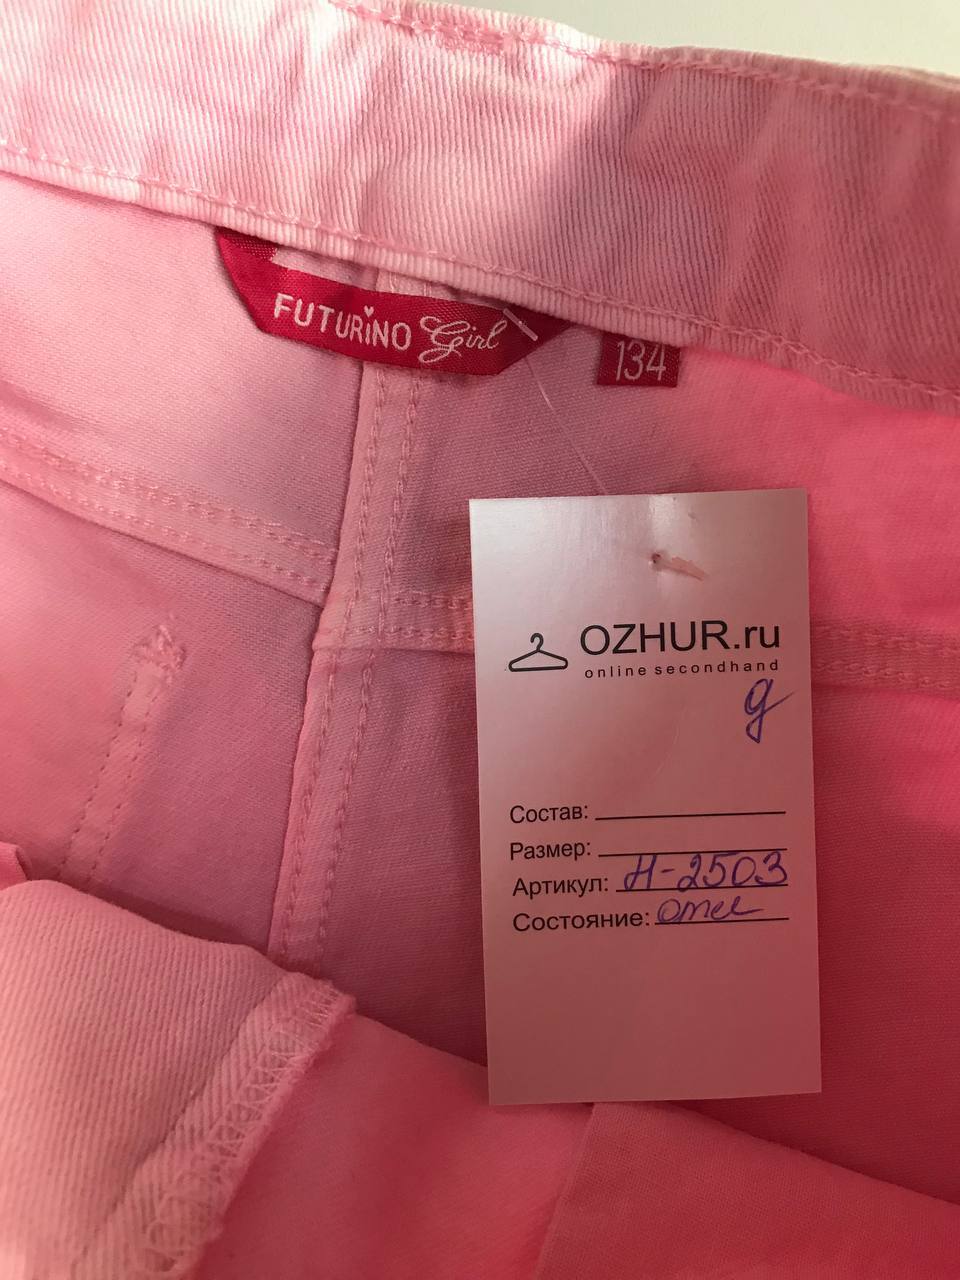 FUTURiNO Girl
134
OZHUR.ru
online secondhand
g
Состав:
Размер:
Артикул: Н-2503
Состояние: отл